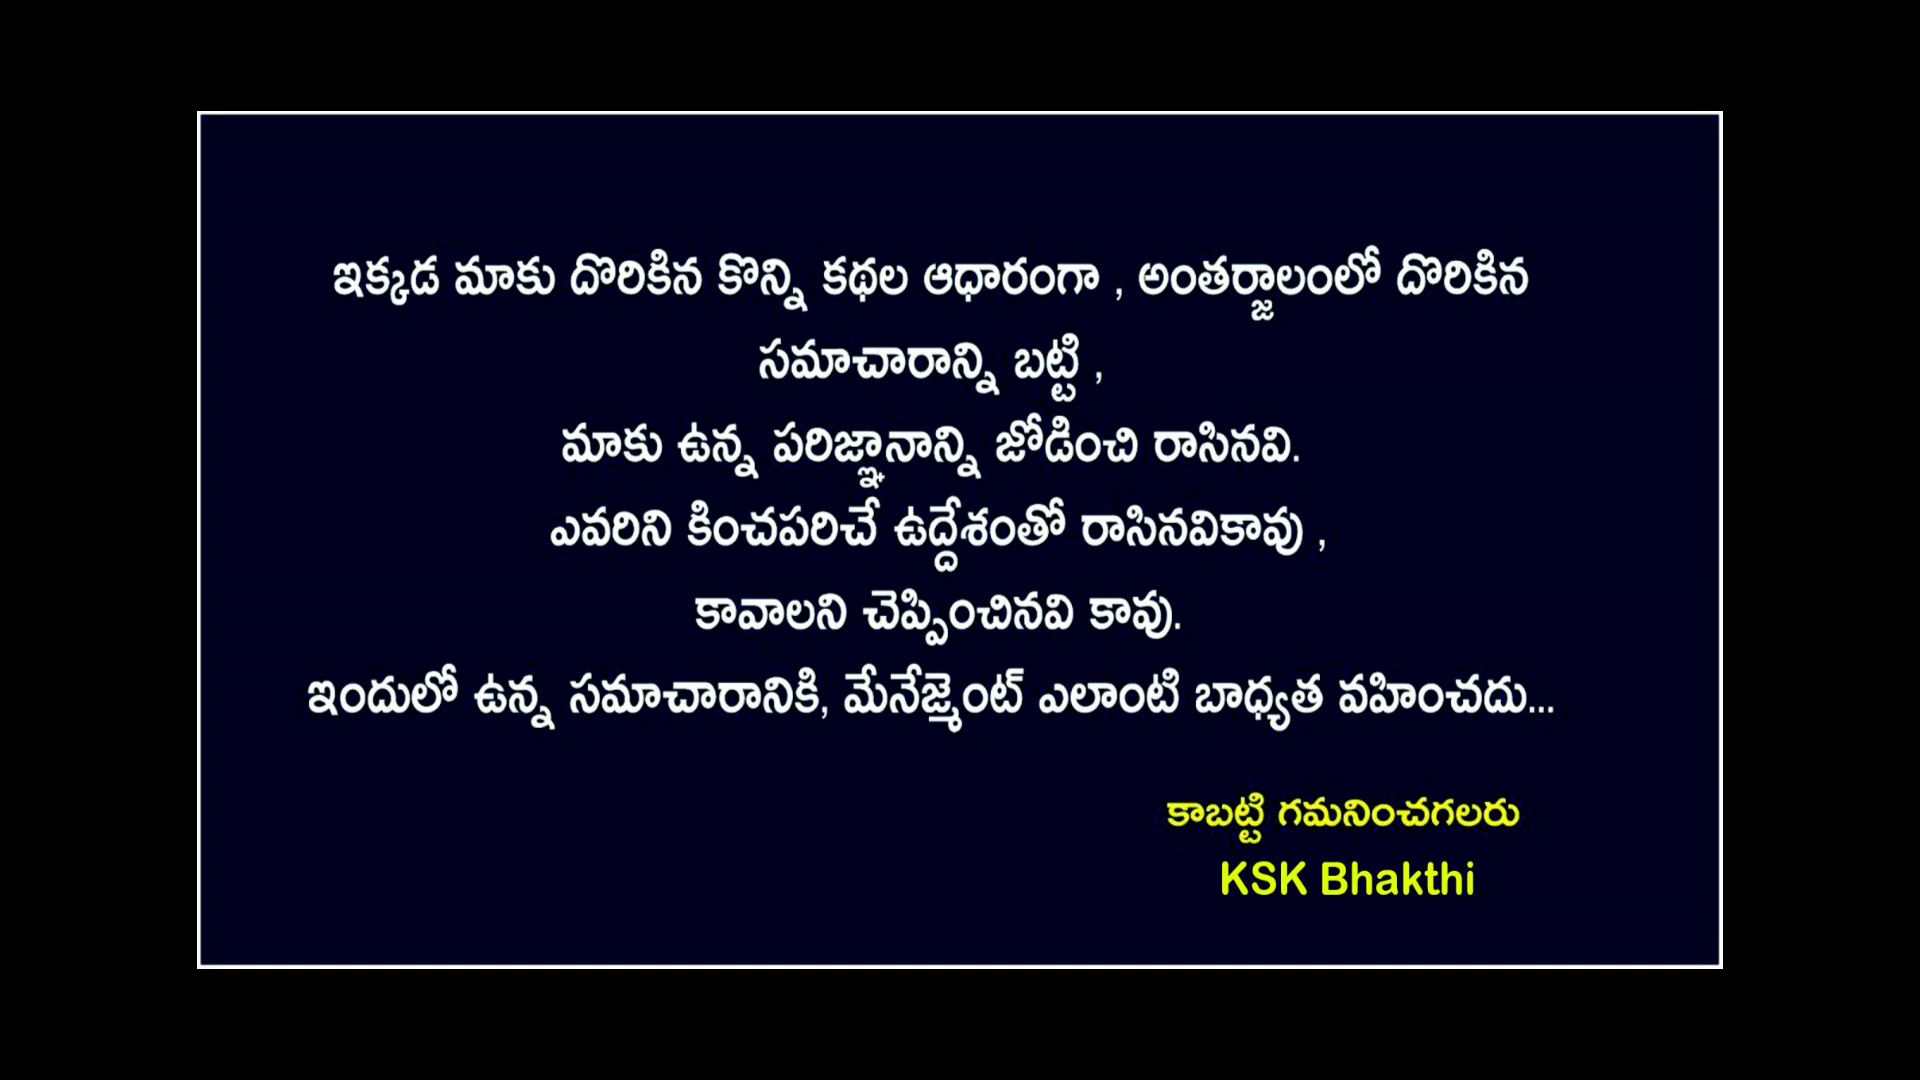 ఇక్కడ మాకు దొరికిన కొన్ని కథల ఆధారంగా , అంతర్జాలంలో దొరికిన
సమాచారాన్ని బట్టి ,
మాకు ఉన్న పరిజ్ఞానాన్ని జోడించి రాసినవి.
ఎవరిని కించపరిచే ఉద్దేశంతో రాసినవికావు ,
కావాలని చెప్పించినవి కావు.
ఇందులో ఉన్న సమాచారానికి, మేనేజ్మెంట్ ఎలాంటి బాధ్యత వహించదు...
కాబట్టి గమనించగలరు
KSK Bhakthi